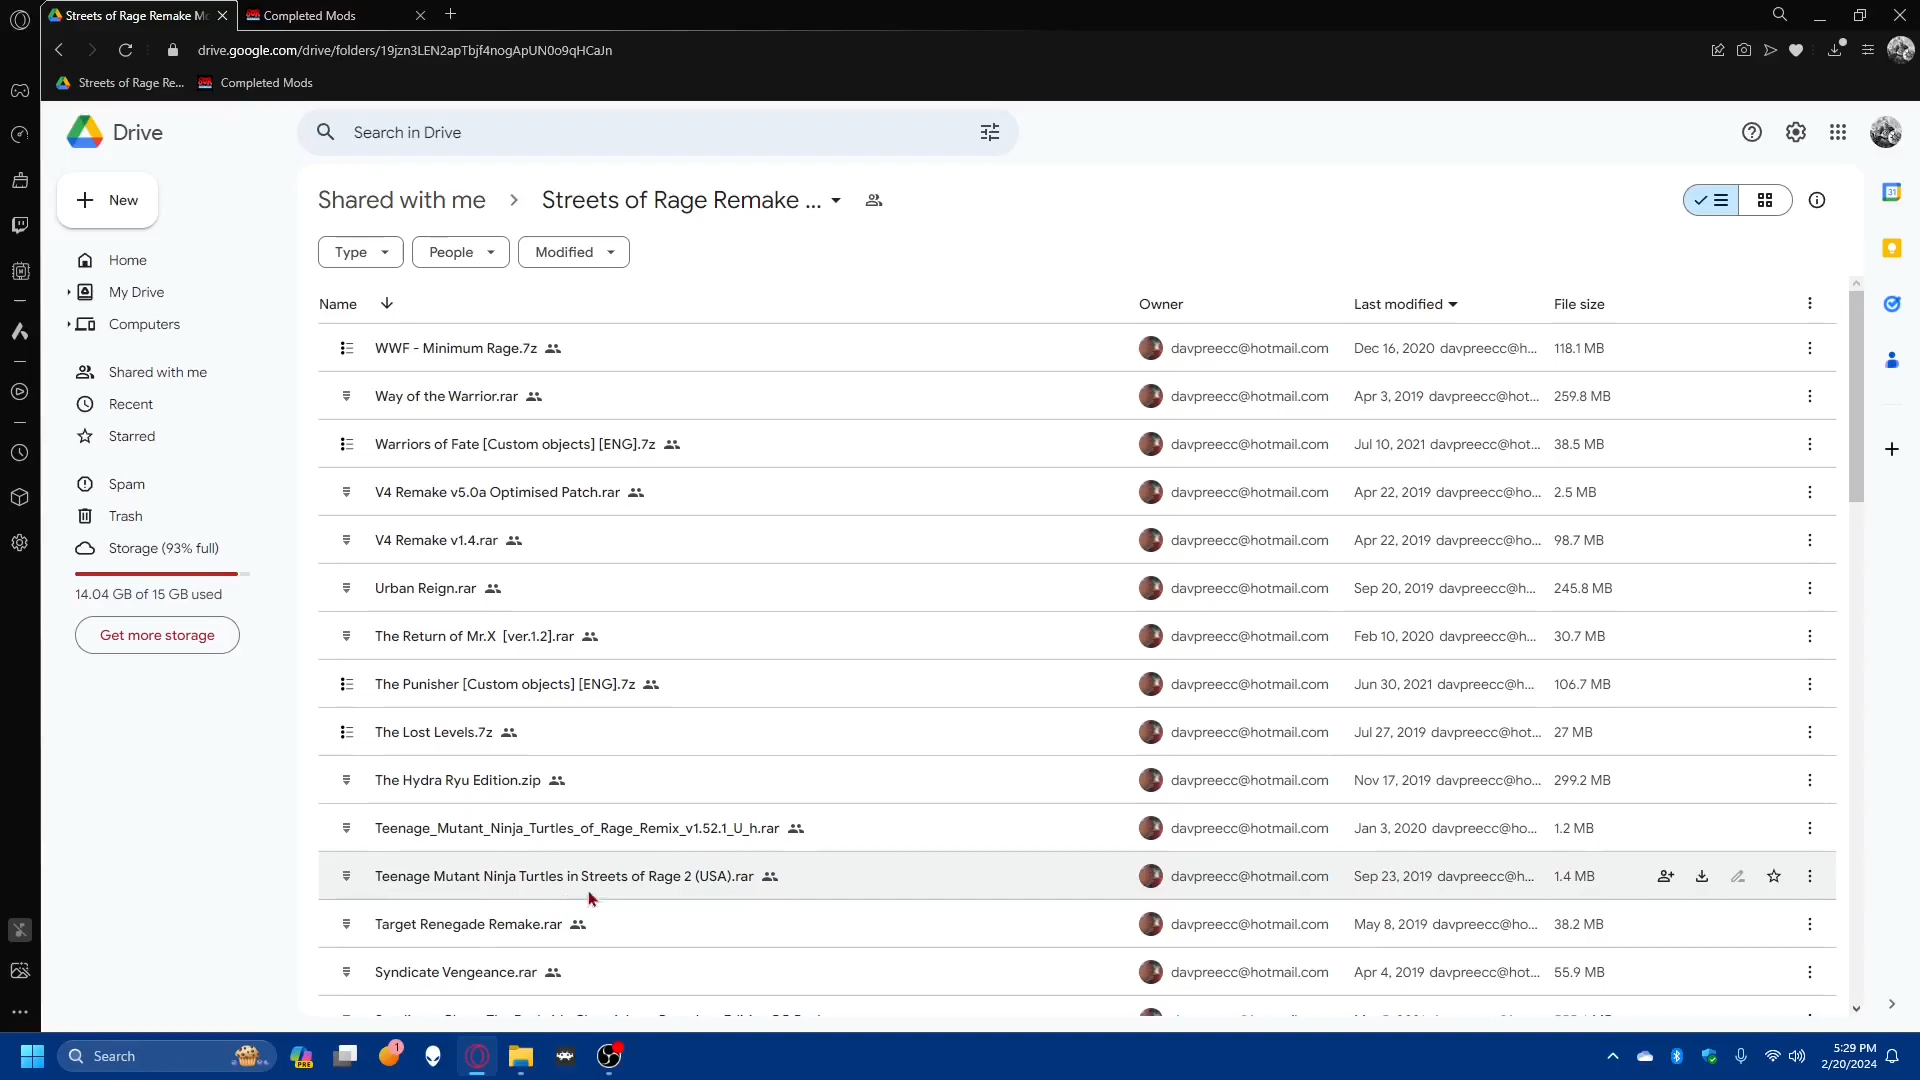 Streets of Rage Remake Mo
Completed Mods
drive.google.com/drive/folders/19jzn3LEN2apTbjf4nogApUN0o9qHCaJn
Streets of Rage Re...
Completed Mods
Drive
Search in Drive
New
Shared with me > Streets of Rage Remake ...
Type
People
Modified
Home
My Drive
Computers
Shared with me
Recent
Starred
Spam
Trash
Storage (93% full)
14.04 GB of 15 GB used
Get more storage
Name Owner Last modified File size
WWF - Minimum Rage.7z davpreecc@hotmail.com Dec 16, 2020 davpreecc@h... 118.1 MB
Way of the Warrior.rar davpreecc@hotmail.com Apr 3, 2019 davpreecc@hot... 259.8 MB
Warriors of Fate [Custom objects] [ENG].7z davpreecc@hotmail.com Jul 10, 2021 davpreecc@hot... 38.5 MB
V4 Remake v5.0a Optimised Patch.rar davpreecc@hotmail.com Apr 22, 2019 davpreecc@ho... 2.5 MB
V4 Remake v1.4.rar davpreecc@hotmail.com Apr 22, 2019 davpreecc@ho... 98.7 MB
Urban Reign.rar davpreecc@hotmail.com Sep 20, 2019 davpreecc@h... 245.8 MB
The Return of Mr.X [ver.1.2].rar davpreecc@hotmail.com Feb 10, 2020 davpreecc@h... 30.7 MB
The Punisher [Custom objects] [ENG].7z davpreecc@hotmail.com Jun 30, 2021 davpreecc@h... 106.7 MB
The Lost Levels.7z davpreecc@hotmail.com Jul 27, 2019 davpreecc@hot... 27 MB
The Hydra Ryu Edition.zip davpreecc@hotmail.com Nov 17, 2019 davpreecc@ho... 299.2 MB
Teenage_Mutant_Ninja_Turtles_of_Rage_Remix_v1.52.1_U_h.rar davpreecc@hotmail.com Jan 3, 2020 davpreecc@ho... 1.2 MB
Teenage Mutant Ninja Turtles in Streets of Rage 2 (USA).rar davpreecc@hotmail.com Sep 23, 2019 davpreecc@h... 1.4 MB
Target Renegade Remake.rar davpreecc@hotmail.com May 8, 2019 davpreecc@ho... 38.2 MB
Syndicate Vengeance.rar davpreecc@hotmail.com Apr 4, 2019 davpreecc@hot... 55.9 MB
31
Search
PRE
1
5:29 PM
2/20/2024